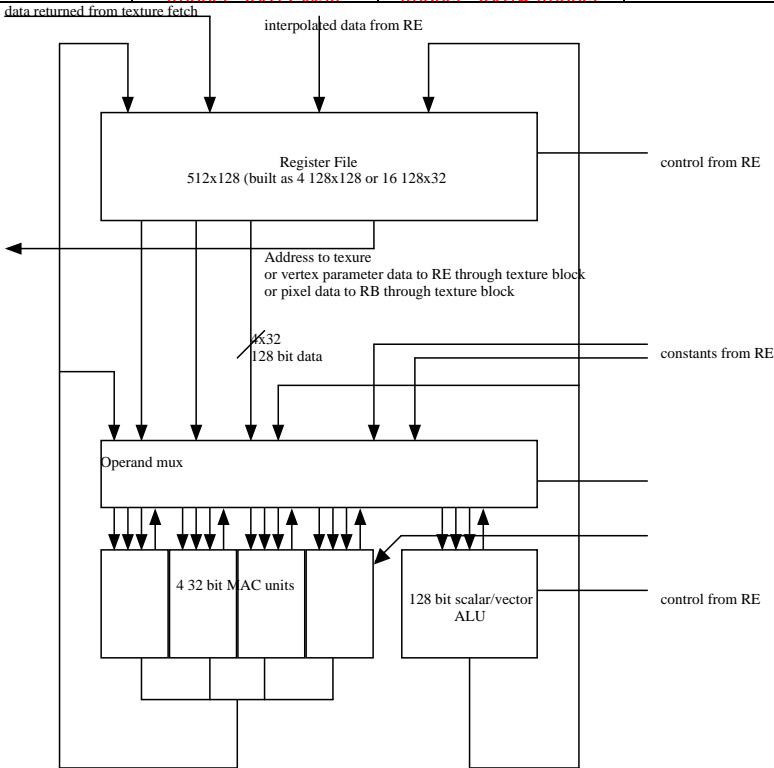 data returned from texture fetch
interpolated data from RE
Register File
512x128 (built as 4 128x128 or 16 128x32
control from RE
Address to texure
or vertex parameter data to RE through texture block
or pixel data to RB through texture block
4x32
128 bit data
constants from RE
Operand mux
4 32 bit MAC units
128 bit scalar/vector
ALU
control from RE